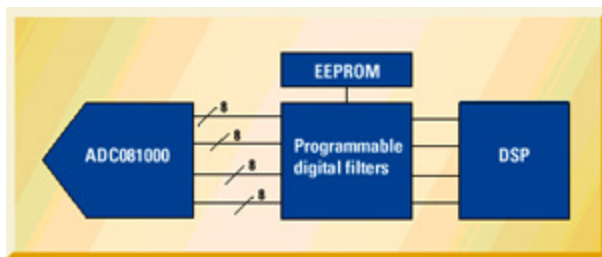 EEPROM
8
ADC081000
8
Programmable
digital filters
DSP
8
8